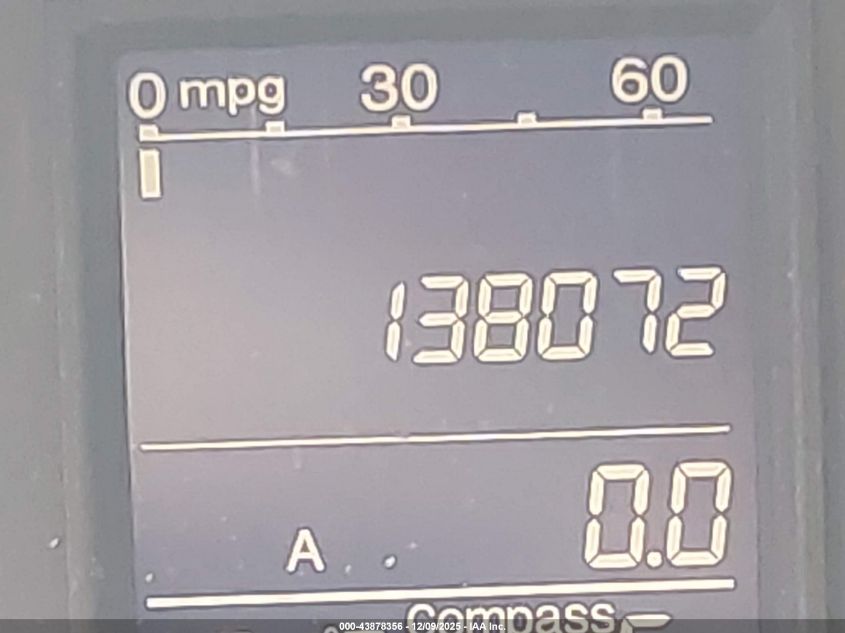 0 mpg 30 60
138072
A 0.0
Compass
000-43878356 - 12/09/2025 - IAA Inc.